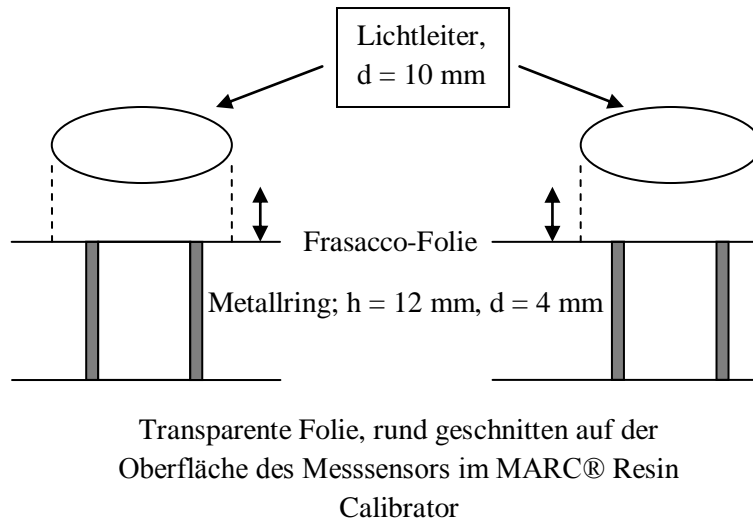 Lichtleiter,
d = 10 mm
Frasacco-Folie
Metallring; h = 12 mm, d = 4 mm
Transparente Folie, rund geschnitten auf der
Oberfläche des Messsensors im MARC® Resin
Calibrator